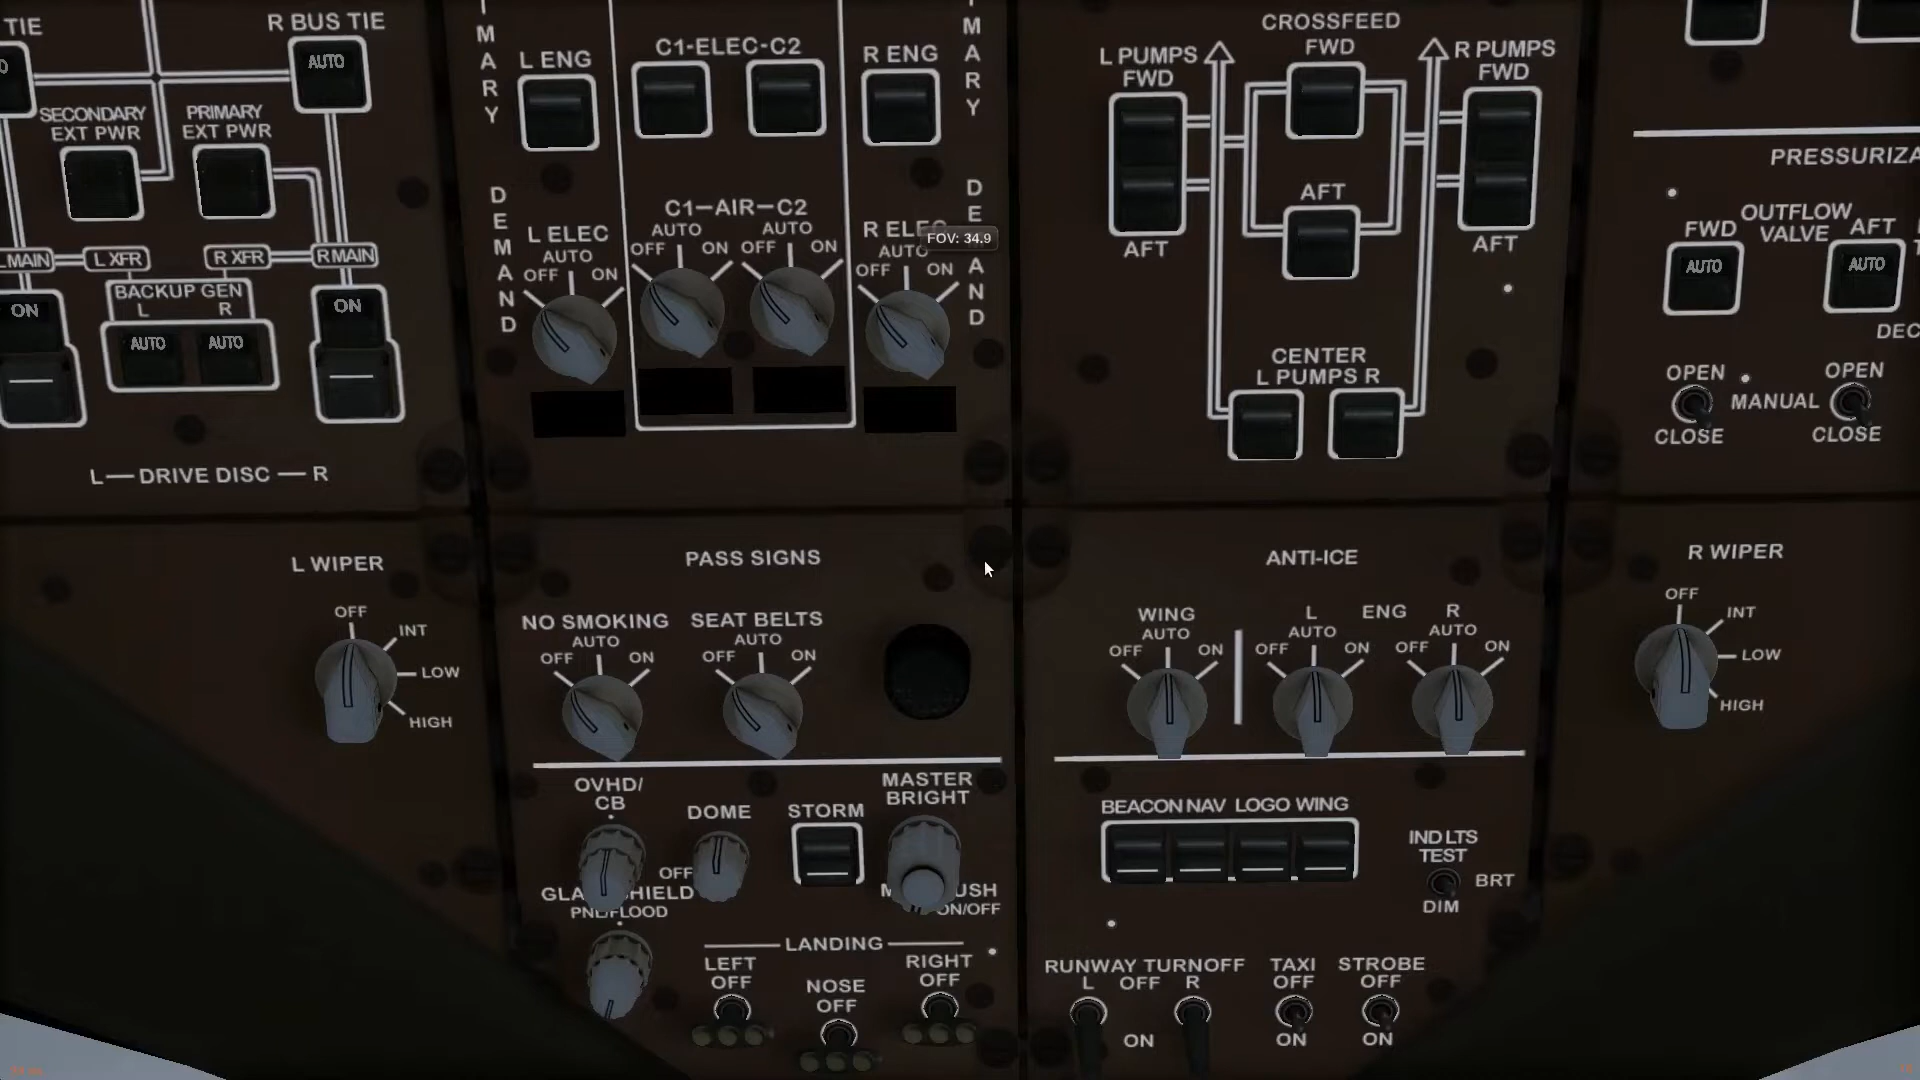 TIE
R BUS TIE
AUTO
SECONDARY
EXT PWR
PRIMARY
EXT PWR
L XFR
R XFR
R MAIN
ON
BACKUP GEN
L
R
AUTO
AUTO
ON
L — DRIVE DISC — R
MARY
L ENG
C1-ELEC-C2
R ENG
MARY
DEMAND
L ELEC
AUTO
OFF
ON
C1—AIR—C2
AUTO
OFF
ON
AUTO
OFF
ON
AUTO
OFF
ON
FOV: 34.9
CROSSFEED
FWD
L PUMPS
FWD
AFT
AFT
R PUMPS
FWD
AFT
CENTER
L PUMPS R
OUTFLOW
VALVE
FWD
AFT
AUTO
AUTO
OPEN
OPEN
MANUAL
CLOSE
CLOSE
L WIPER
OFF
INT
LOW
HIGH
PASS SIGNS
NO SMOKING
AUTO
OFF
ON
SEAT BELTS
AUTO
OFF
ON
ANTI-ICE
WING
AUTO
OFF
ON
L
ENG
R
AUTO
OFF
ON
AUTO
OFF
ON
R WIPER
OFF
INT
LOW
HIGH
OVHD/
CB
DOME
STORM
MASTER
BRIGHT
OFF
FLOOD
ON/OFF
LANDING
LEFT
OFF
NOSE
OFF
RIGHT
OFF
BEACON NAV LOGO WING
IND LTS
TEST
BRT
DIM
RUNWAY TURNOFF
L OFF R
ON
TAXI
OFF
ON
STROBE
OFF
ON